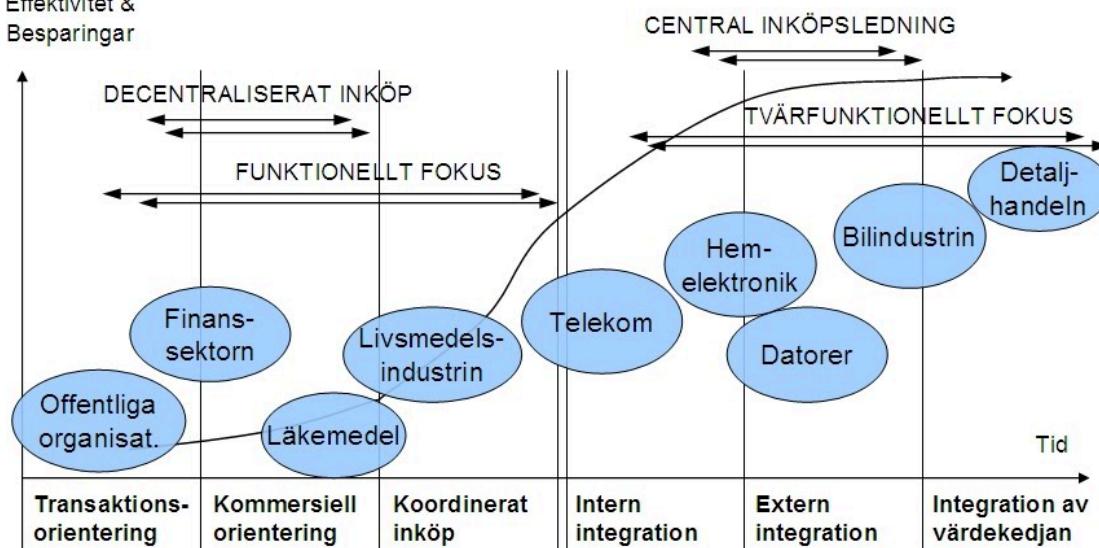 Effektivitet &
Besparingar
CENTRAL INKÖPSLEDNING
DECENTRALISERAT INKÖP
TVÄRFUNKTIONELLT FOKUS
FUNKTIONELLT FOKUS
Detalj-
handeln
Bilindustrin
Hem-
elektronik
Finans-
sektorn
Telekom
Livsmedels-
industrin
Datorer
Offentliga
organisat.
Läkemedel
Tid
Transaktions-
orientering
Kommersiell
orientering
Koordinerat
inköp
Intern
integration
Extern
integration
Integration av
värdekedjan